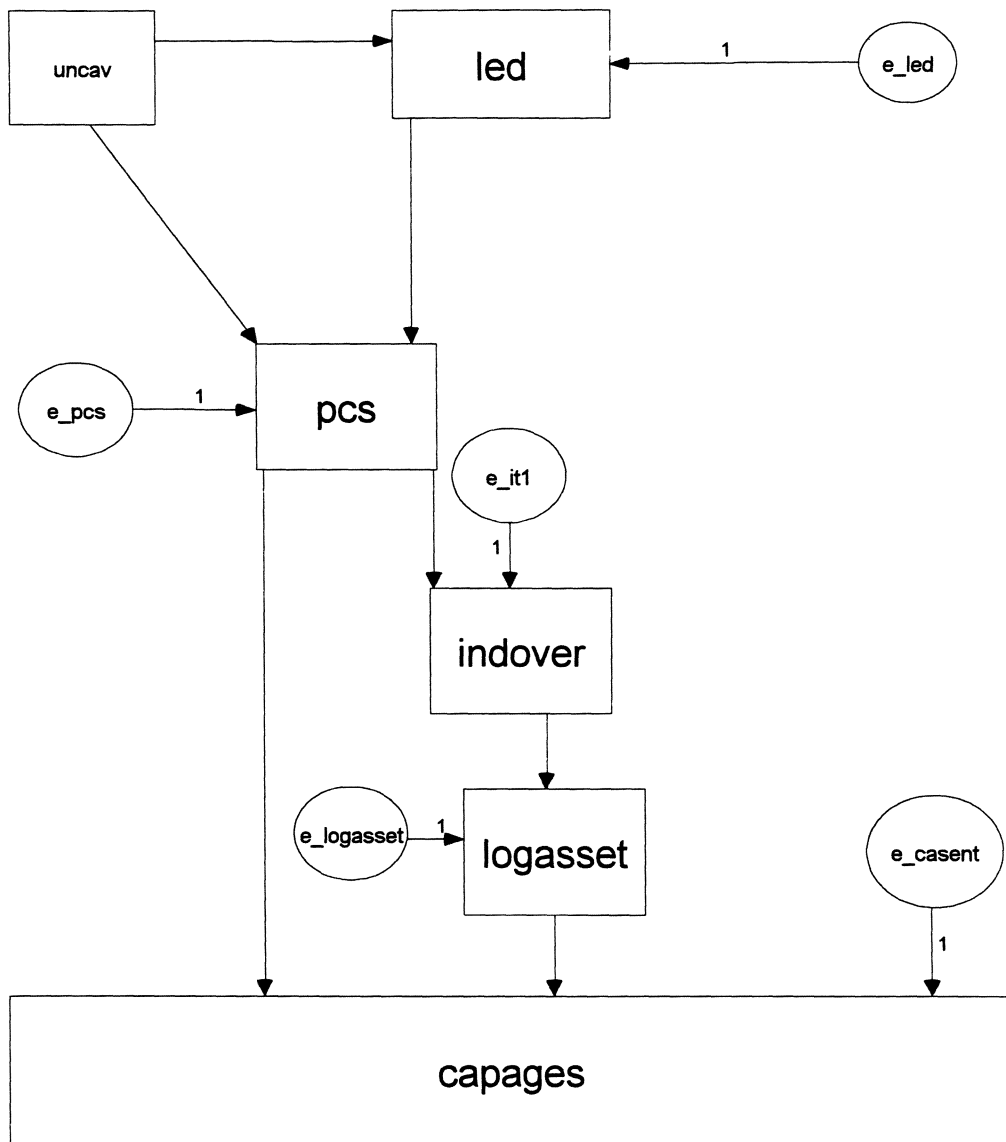 uncav
led
1
e_led
e_pcs
1
pcs
e_it1
1
indover
e_logasset
1
logasset
e_casent
1
capages